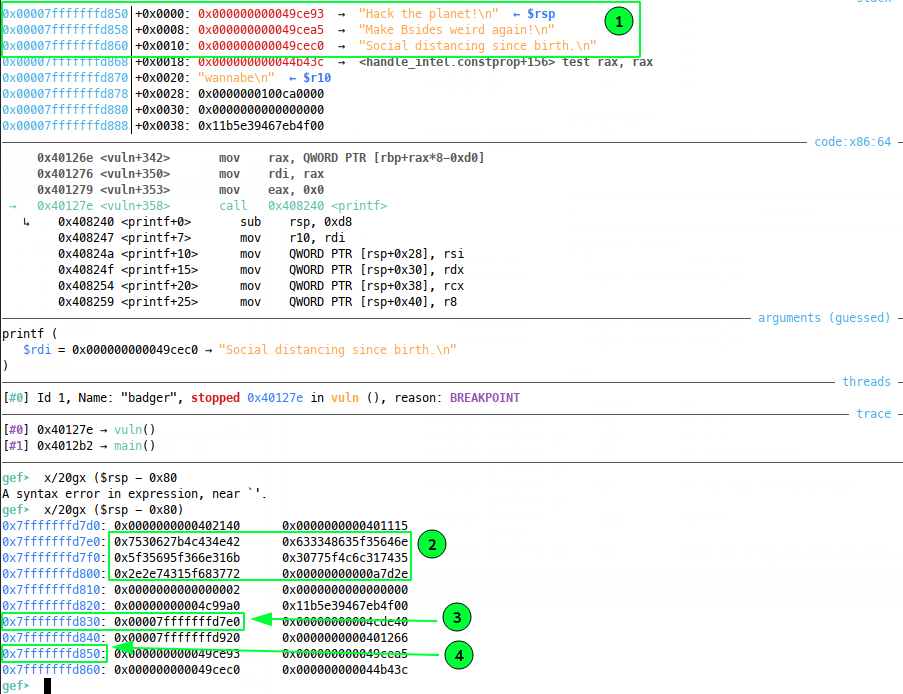 stack
0x00007fffffffd850│+0x0000: 0x000000000049ce93 → "Hack the planet!\n" ← $rsp
1
0x00007fffffffd858│+0x0008: 0x000000000049cea5 → "Make Bsides weird again!\n"
0x00007fffffffd860│+0x0010: 0x000000000049cec0 → "Social distancing since birth.\n"
0x00007fffffffd868│+0x0018: 0x000000000044b43c → <handle_intel.constprop+156> test rax, rax
0x00007fffffffd870│+0x0020: "wannabe\n" ← $r10
0x00007fffffffd878│+0x0028: 0x0000000100ca0000
0x00007fffffffd880│+0x0030: 0x0000000000000000
0x00007fffffffd888│+0x0038: 0x11b5e39467eb4f00
code:x86:64
0x40126e <vuln+342> mov rax, QWORD PTR [rbp+rax*8-0xd0]
0x401276 <vuln+350> mov rdi, rax
0x401279 <vuln+353> mov eax, 0x0
→ 0x40127e <vuln+358> call 0x408240 <printf>
↳ 0x408240 <printf+0> sub rsp, 0xd8
0x408247 <printf+7> mov r10, rdi
0x40824a <printf+10> mov QWORD PTR [rsp+0x28], rsi
0x40824f <printf+15> mov QWORD PTR [rsp+0x30], rdx
0x408254 <printf+20> mov QWORD PTR [rsp+0x38], rcx
0x408259 <printf+25> mov QWORD PTR [rsp+0x40], r8
arguments (guessed)
printf (
$rdi = 0x000000000049cec0 → "Social distancing since birth.\n"
)
threads
[#0] Id 1, Name: "badger", stopped 0x40127e in vuln (), reason: BREAKPOINT
trace
[#0] 0x40127e → vuln()
[#1] 0x4012b2 → main()
gef➤ x/20gx ($rsp - 0x80
A syntax error in expression, near `'.
gef➤ x/20gx ($rsp - 0x80)
0x7fffffffd7d0: 0x0000000000402140 0x0000000000401115
0x7fffffffd7e0: 0x7530627b4c434e42 0x633348635f35646e
2
0x7fffffffd7f0: 0x5f35695f366e316b 0x30775f4c6c317435
0x7fffffffd800: 0x2e2e74315f683772 0x00000000000a7d2e
0x7fffffffd810: 0x0000000000000002 0x0000000000000000
0x7fffffffd820: 0x00000000004c99a0 0x11b5e39467eb4f00
0x7fffffffd830: 0x00007fffffffd7e0 0x00000000004cde40
3
0x7fffffffd840: 0x00007fffffffd920 0x0000000000401266
0x7fffffffd850: 0x000000000049ce93 0x000000000049cea5
4
0x7fffffffd860: 0x000000000049cec0 0x000000000044b43c
gef➤